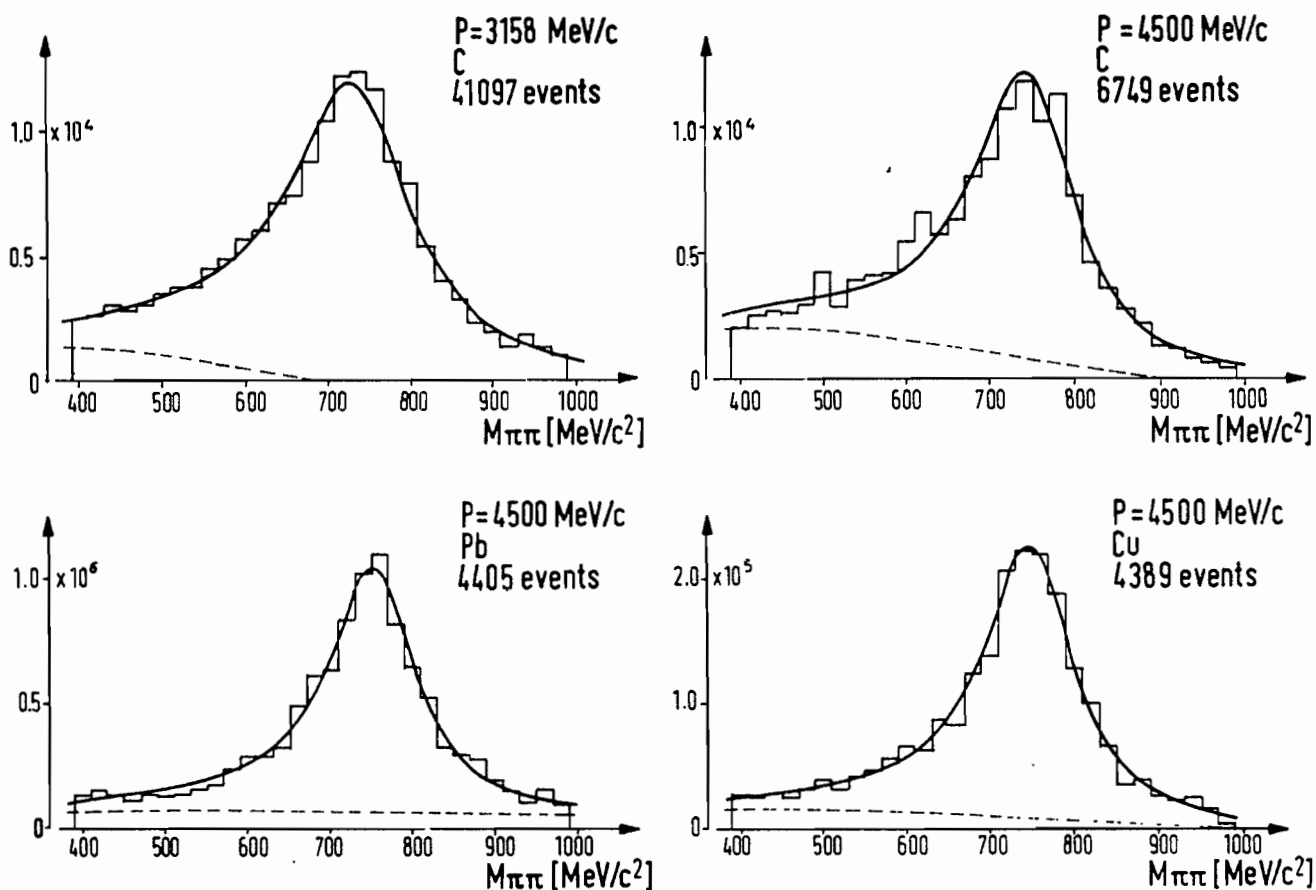 P=3158 MeV/c
C
41097 events
1.0 x10⁴
0.5
0
400 500 600 700 800 900 1000
Mππ [MeV/c²]
P=4500 MeV/c
C
6749 events
1.0 x10⁴
0.5
0
400 500 600 700 800 900 1000
Mππ [MeV/c²]
P=4500 MeV/c
Pb
4405 events
1.0 x10⁶
0.5
0
400 500 600 700 800 900 1000
Mππ [MeV/c²]
P=4500 MeV/c
Cu
4389 events
2.0 x10⁵
1.0
0
400 500 600 700 800 900 1000
Mππ [MeV/c²]